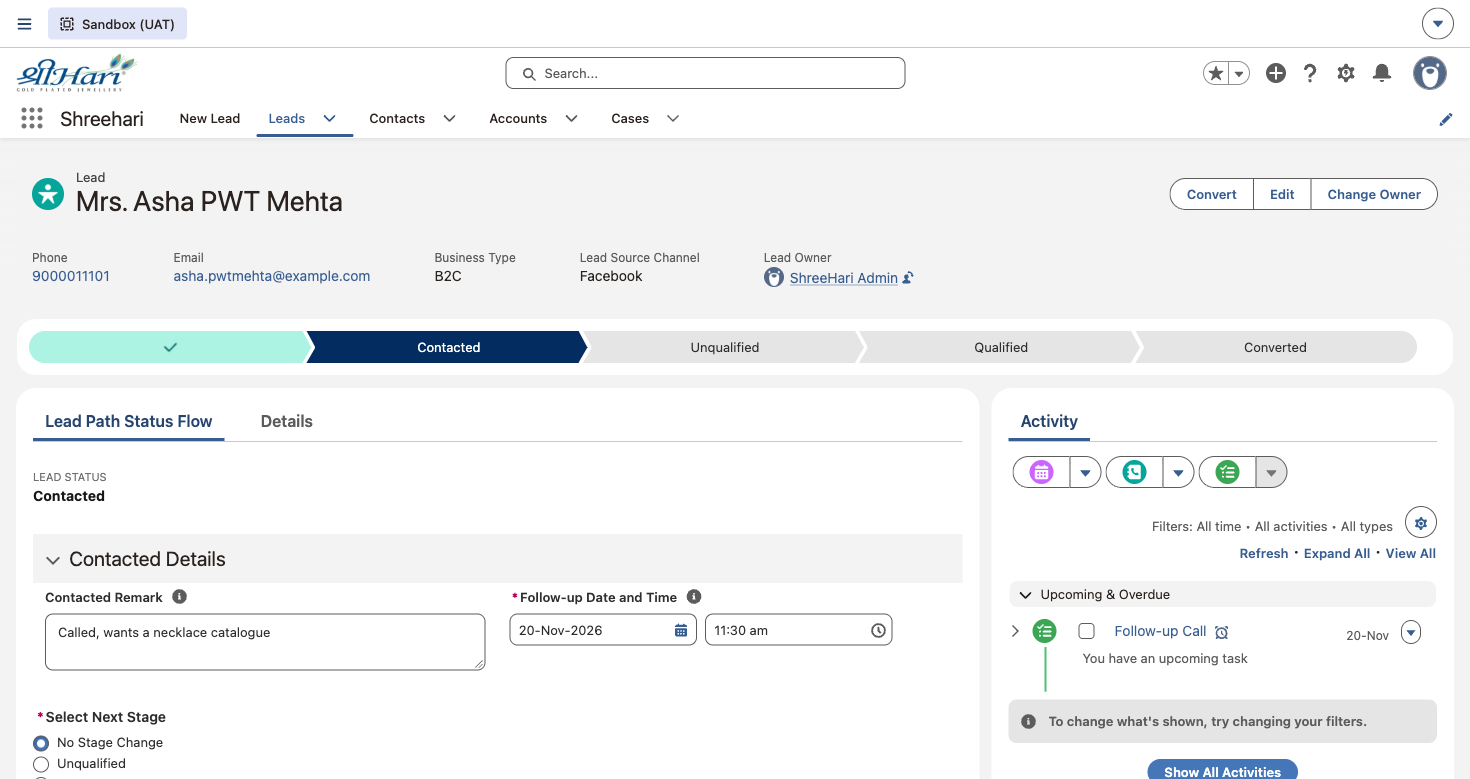 Sandbox (UAT)
श्रीHari
GOLD PLATED JEWELLERY
Search...
Shreehari
New Lead
Leads
Contacts
Accounts
Cases
Lead
Mrs. Asha PWT Mehta
Convert
Edit
Change Owner
Phone
Email
Business Type
Lead Source Channel
Lead Owner
9000011101
asha.pwtmehta@example.com
B2C
Facebook
ShreeHari Admin
Contacted
Unqualified
Qualified
Converted
Lead Path Status Flow
Details
LEAD STATUS
Contacted
Contacted Details
Contacted Remark
*Follow-up Date and Time
Called, wants a necklace catalogue
20-Nov-2026
11:30 am
*Select Next Stage
No Stage Change
Unqualified
Activity
Filters: All time • All activities • All types
Refresh • Expand All • View All
Upcoming & Overdue
Follow-up Call
20-Nov
You have an upcoming task
To change what's shown, try changing your filters.
Show All Activities